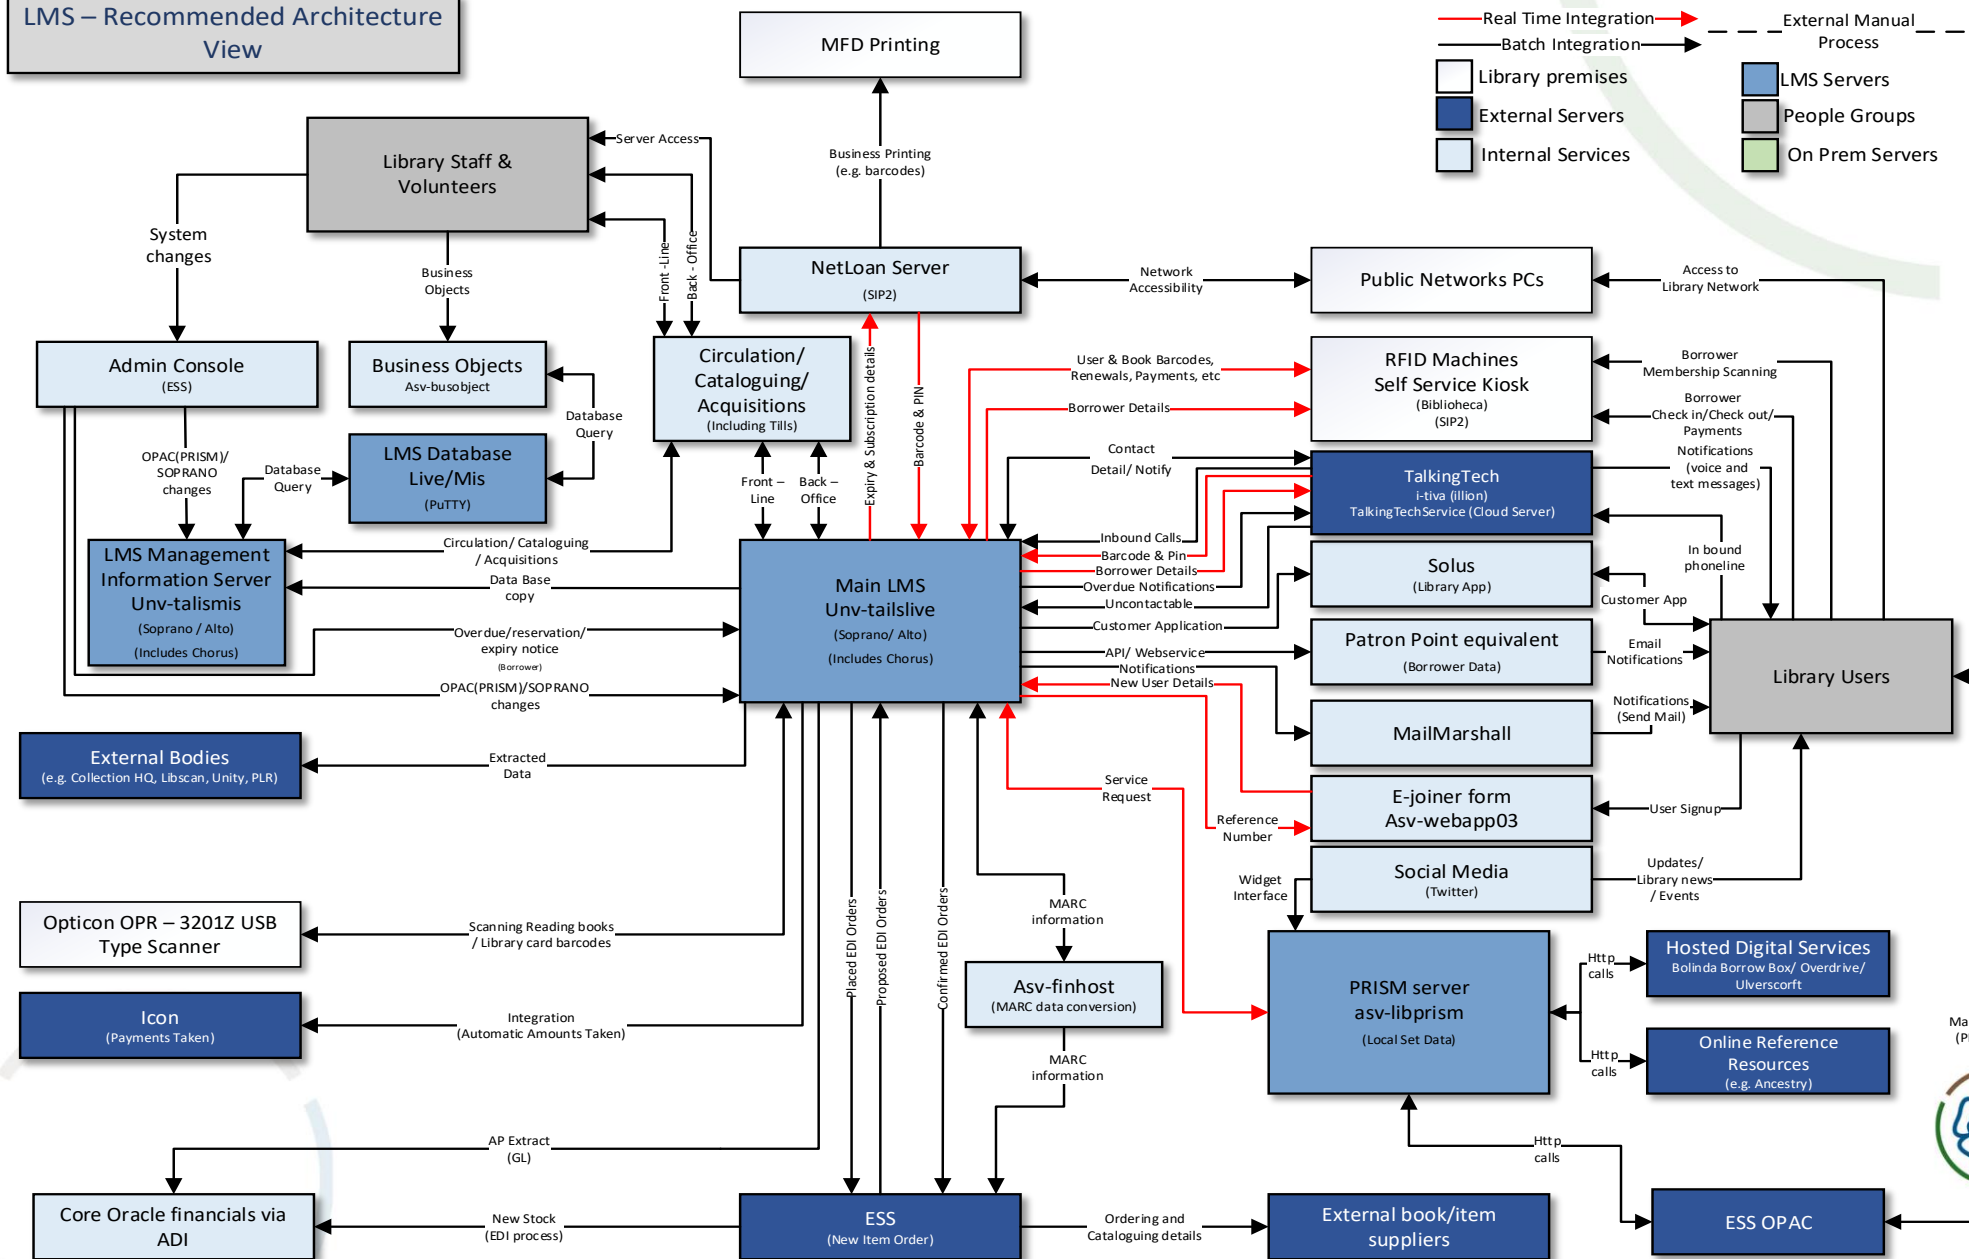 LMS – Recommended Architecture
View
Real Time Integration
Batch Integration
External Manual
Process
Library premises
External Servers
Internal Services
LMS Servers
People Groups
On Prem Servers
MFD Printing
Business Printing
(e.g. barcodes)
Library Staff &
Volunteers
Server Access
System
changes
Business
Objects
Front -Line
Back - Office
NetLoan Server
(SIP2)
Network
Accessibility
Public Networks PCs
Access to
Library Network
Admin Console
(ESS)
Business Objects
Asv-busobject
Circulation/
Cataloguing/
Acquisitions
(Including Tills)
Expiry & Subscription details
Barcode & PIN
User & Book Barcodes,
Renewals, Payments, etc
Borrower Details
RFID Machines
Self Service Kiosk
(Biblioheca)
(SIP2)
Borrower
Membership Scanning
Borrower
Check in/Check out/
Payments
Database
Query
OPAC(PRISM)/
SOPRANO
changes
Database
Query
LMS Database
Live/Mis
(PuTTY)
Front –
Line
Back –
Office
Contact
Detail/ Notify
TalkingTech
i-tiva (illion)
TalkingTechService (Cloud Server)
Notifications
(voice and
text messages)
LMS Management
Information Server
Unv-talismis
(Soprano / Alto)
(Includes Chorus)
Circulation/ Cataloguing
/ Acquisitions
Data Base
copy
Overdue/reservation/
expiry notice
(Borrower)
OPAC(PRISM)/SOPRANO
changes
Main LMS
Unv-tailslive
(Soprano/ Alto)
(Includes Chorus)
Inbound Calls
Barcode & Pin
Borrower Details
Overdue Notifications
Uncontactable
Customer Application
API/ Webservice
Notifications
New User Details
Solus
(Library App)
In bound
phoneline
Customer App
Patron Point equivalent
(Borrower Data)
Email
Notifications
Library Users
MailMarshall
Notifications
(Send Mail)
External Bodies
(e.g. Collection HQ, Libscan, Unity, PLR)
Extracted
Data
Service
Request
Reference
Number
E-joiner form
Asv-webapp03
User Signup
Social Media
(Twitter)
Updates/
Library news
/ Events
Widget
Interface
Opticon OPR – 3201Z USB
Type Scanner
Scanning Reading books
/ Library card barcodes
Placed EDI Orders
Proposed EDI Orders
Confirmed EDI Orders
MARC
information
Asv-finhost
(MARC data conversion)
MARC
information
PRISM server
asv-libprism
(Local Set Data)
Http
calls
Hosted Digital Services
Bolinda Borrow Box/ Overdrive/
Ulverscorft
Http
calls
Online Reference
Resources
(e.g. Ancestry)
Icon
(Payments Taken)
Integration
(Automatic Amounts Taken)
AP Extract
(GL)
Http
calls
Core Oracle financials via
ADI
New Stock
(EDI process)
ESS
(New Item Order)
Ordering and
Cataloguing details
External book/item
suppliers
ESS OPAC